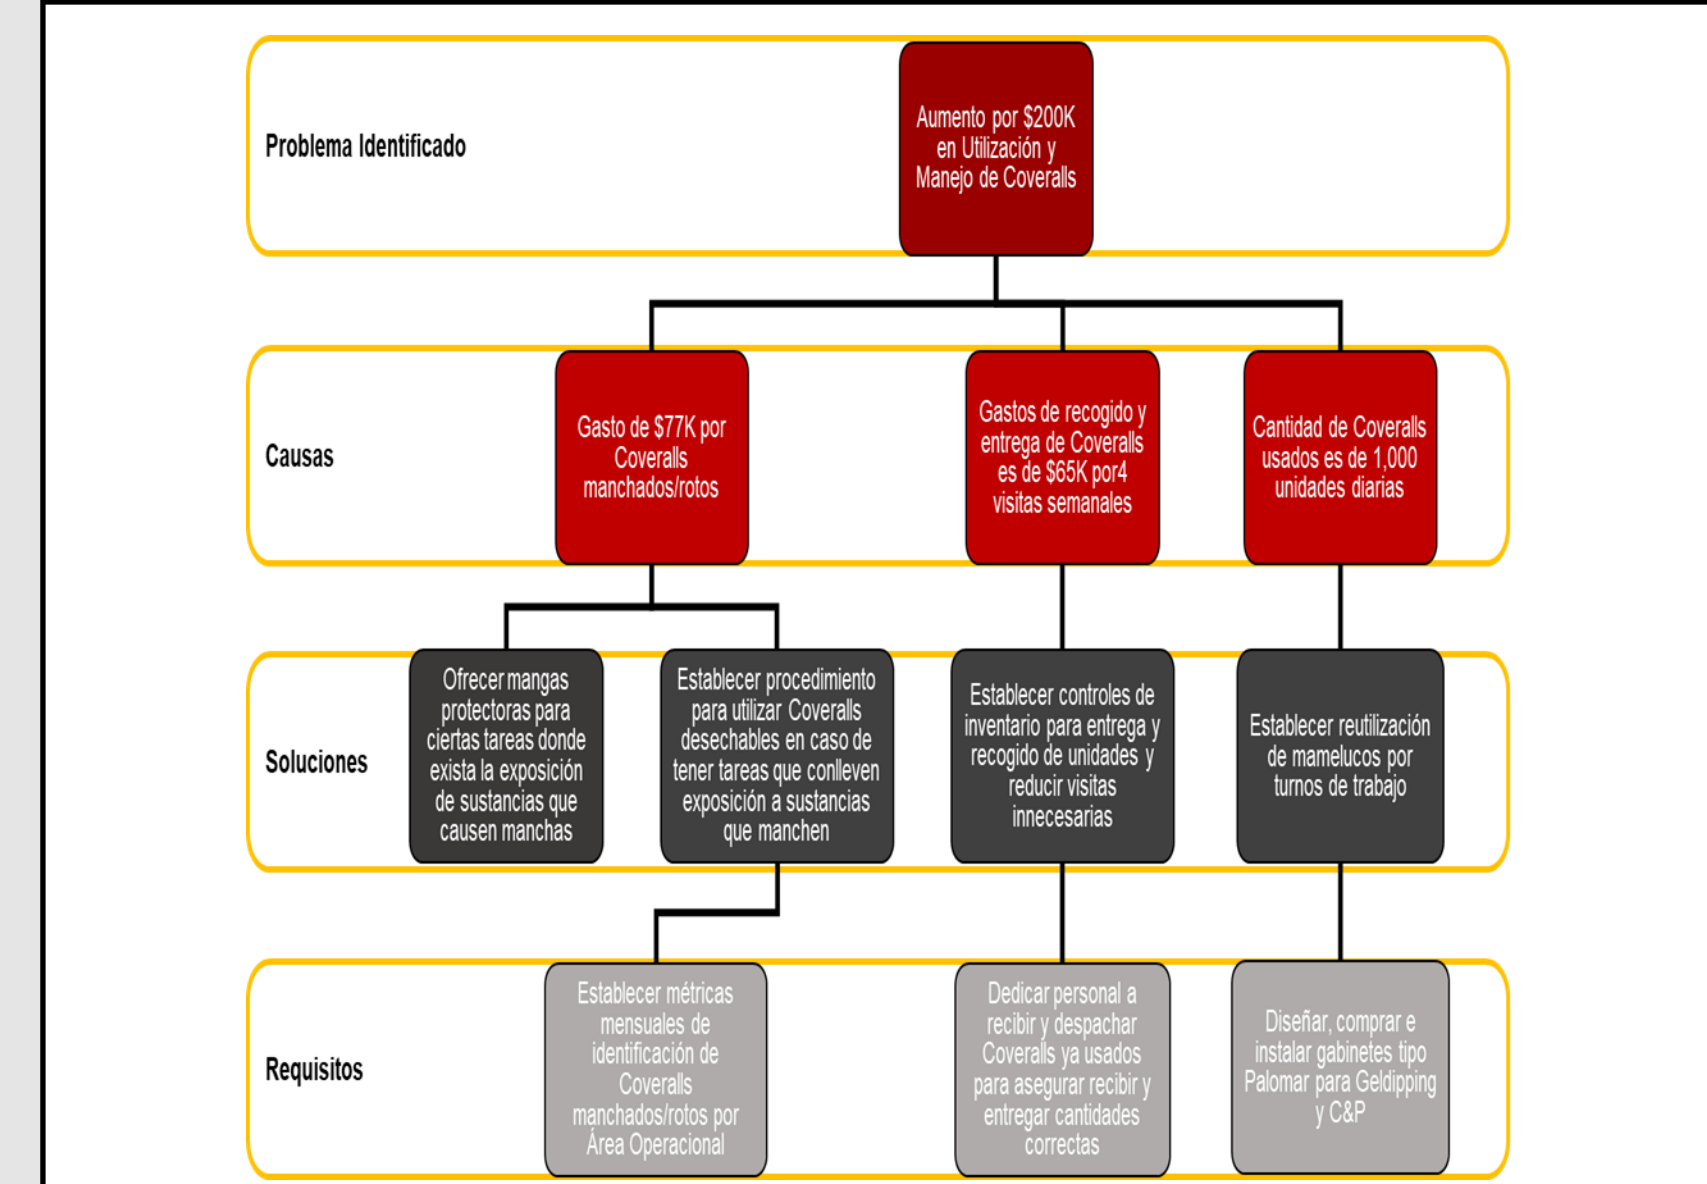 Problema Identificado
Aumento por $200K
en Utilización y
Manejo de Coveralls
Causas
Gasto de $77K por
Coveralls
manchados/rotos
Gastos de recogido y
entrega de Coveralls
es de $65K por4
visitas semanales
Cantidad de Coveralls
usados es de 1,000
unidades diarias
Soluciones
Ofrecer mangas
protectoras para
ciertas tareas donde
exista la exposición
de sustancias que
causen manchas
Establecer procedimiento
para utilizar Coveralls
desechables en caso de
tener tareas que conlleven
exposición a sustancias
que manchen
Establecer controles de
inventario para entrega y
recogido de unidades y
reducir visitas
innecesarias
Establecer reutilización
de mamelucos por
turnos de trabajo
Requisitos
Establecer métricas
mensuales de
identificación de
Coveralls
manchados/rotos por
Área Operacional
Dedicar personal a
recibir y despachar
Coveralls ya usados
para asegurar recibir y
entregar cantidades
correctas
Diseñar, comprar e
instalar gabinetes tipo
Palomar para Geldipping
y C&P